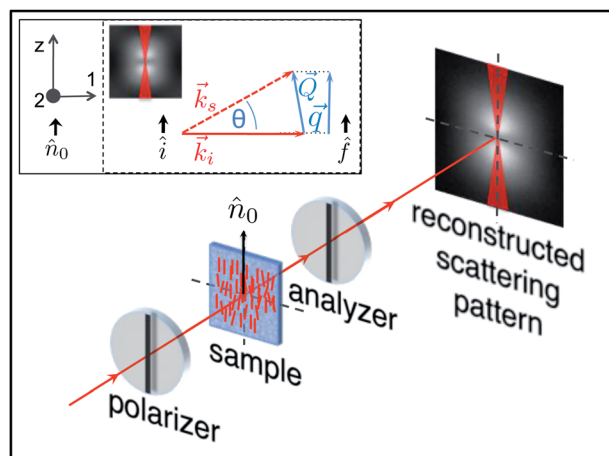 z
1
2
n̂₀
î
k⃗ₛ
θ
k⃗ᵢ
Q⃗
q⃗
f̂
n̂₀
polarizer
sample
analyzer
reconstructed
scattering
pattern